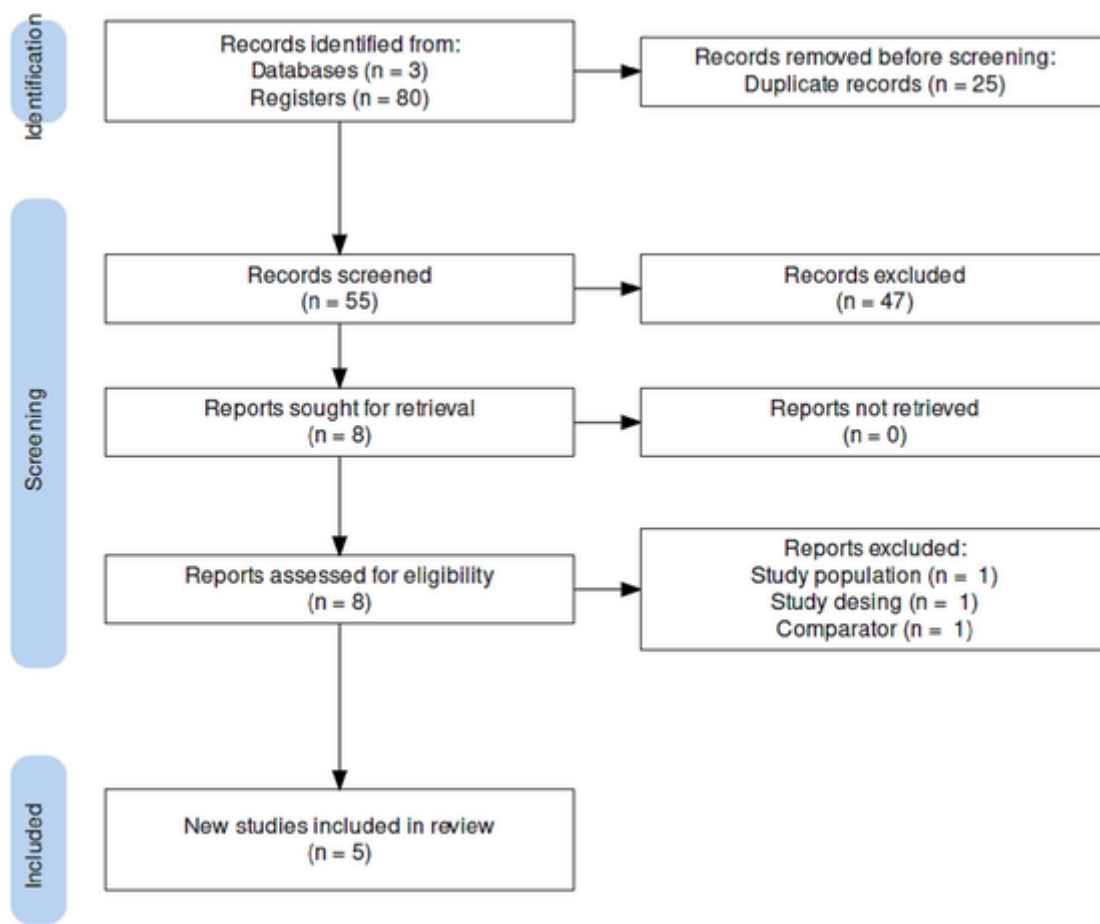 Identification
Records identified from:
Databases (n = 3)
Registers (n = 80)
Records removed before screening:
Duplicate records (n = 25)
Screening
Records screened
(n = 55)
Records excluded
(n = 47)
Reports sought for retrieval
(n = 8)
Reports not retrieved
(n = 0)
Reports assessed for eligibility
(n = 8)
Reports excluded:
Study population (n = 1)
Study desing (n = 1)
Comparator (n = 1)
Included
New studies included in review
(n = 5)